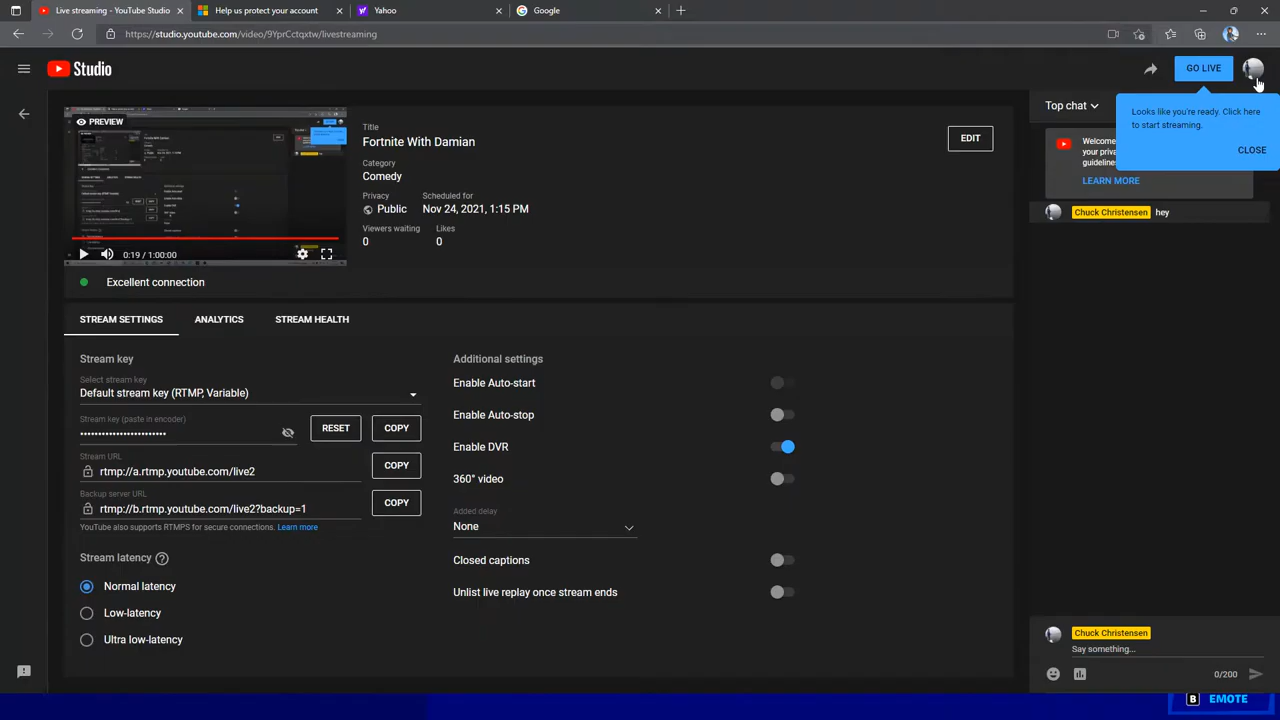 Live streaming - YouTube Studio
Help us protect your account
Yahoo
Google
https://studio.youtube.com/video/9YprCctqxtw/livestreaming
Studio
GO LIVE
Looks like you're ready. Click here
to start streaming.
CLOSE
PREVIEW
0:19 / 1:00:00
Title
Fortnite With Damian
Category
Comedy
Privacy
Public
Scheduled for
Nov 24, 2021, 1:15 PM
Viewers waiting
0
Likes
0
EDIT
Excellent connection
STREAM SETTINGS
ANALYTICS
STREAM HEALTH
Stream key
Select stream key
Default stream key (RTMP, Variable)
Stream key (paste in encoder)
••••••••••••••••••••••••
RESET
COPY
Stream URL
rtmp://a.rtmp.youtube.com/live2
COPY
Backup server URL
rtmp://b.rtmp.youtube.com/live2?backup=1
COPY
YouTube also supports RTMPS for secure connections. Learn more
Stream latency
Normal latency
Low-latency
Ultra low-latency
Additional settings
Enable Auto-start
Enable Auto-stop
Enable DVR
360° video
Added delay
None
Closed captions
Unlist live replay once stream ends
Top chat
Welcome
your priva
guidelines
LEARN MORE
Chuck Christensen hey
Chuck Christensen
Say something...
0/200
B EMOTE